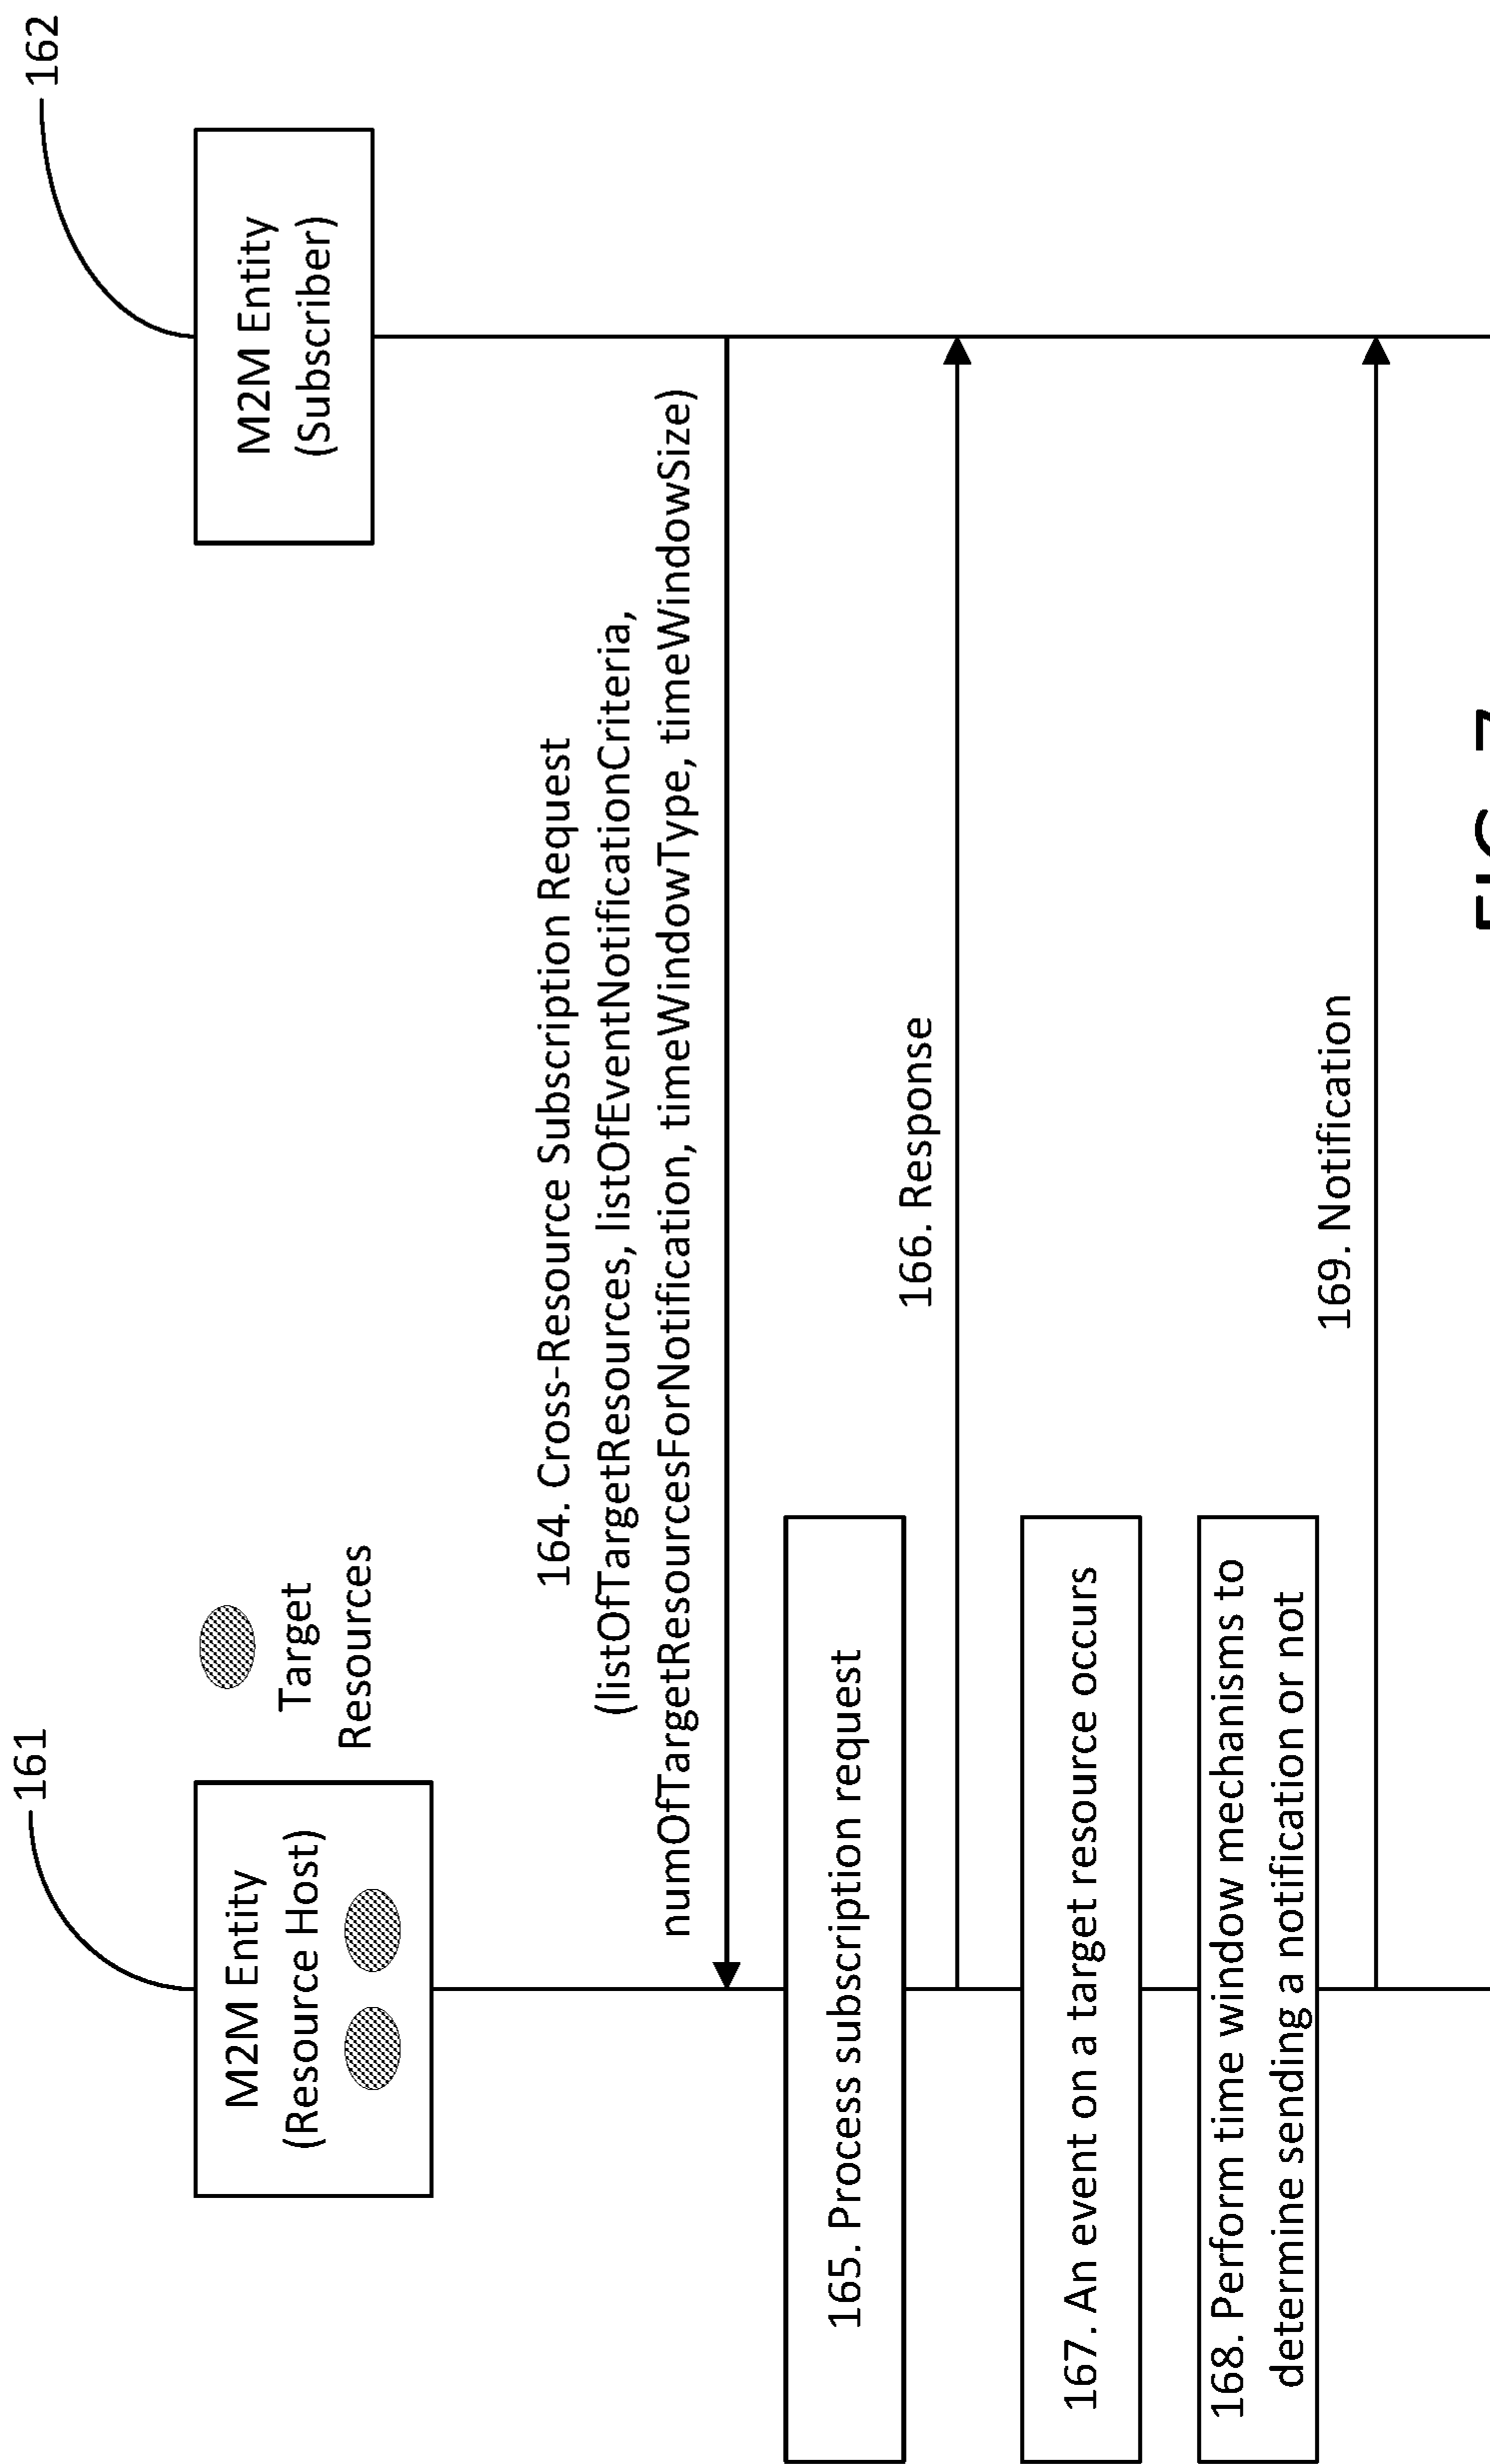 161
162
M2M Entity
(Resource Host)
Target
Resources
M2M Entity
(Subscriber)
164. Cross-Resource Subscription Request
(listOfTargetResources, listOfEventNotificationCriteria,
numOfTargetResourcesForNotification, timeWindowType, timeWindowSize)
165. Process subscription request
166. Response
167. An event on a target resource occurs
168. Perform time window mechanisms to
determine sending a notification or not
169. Notification